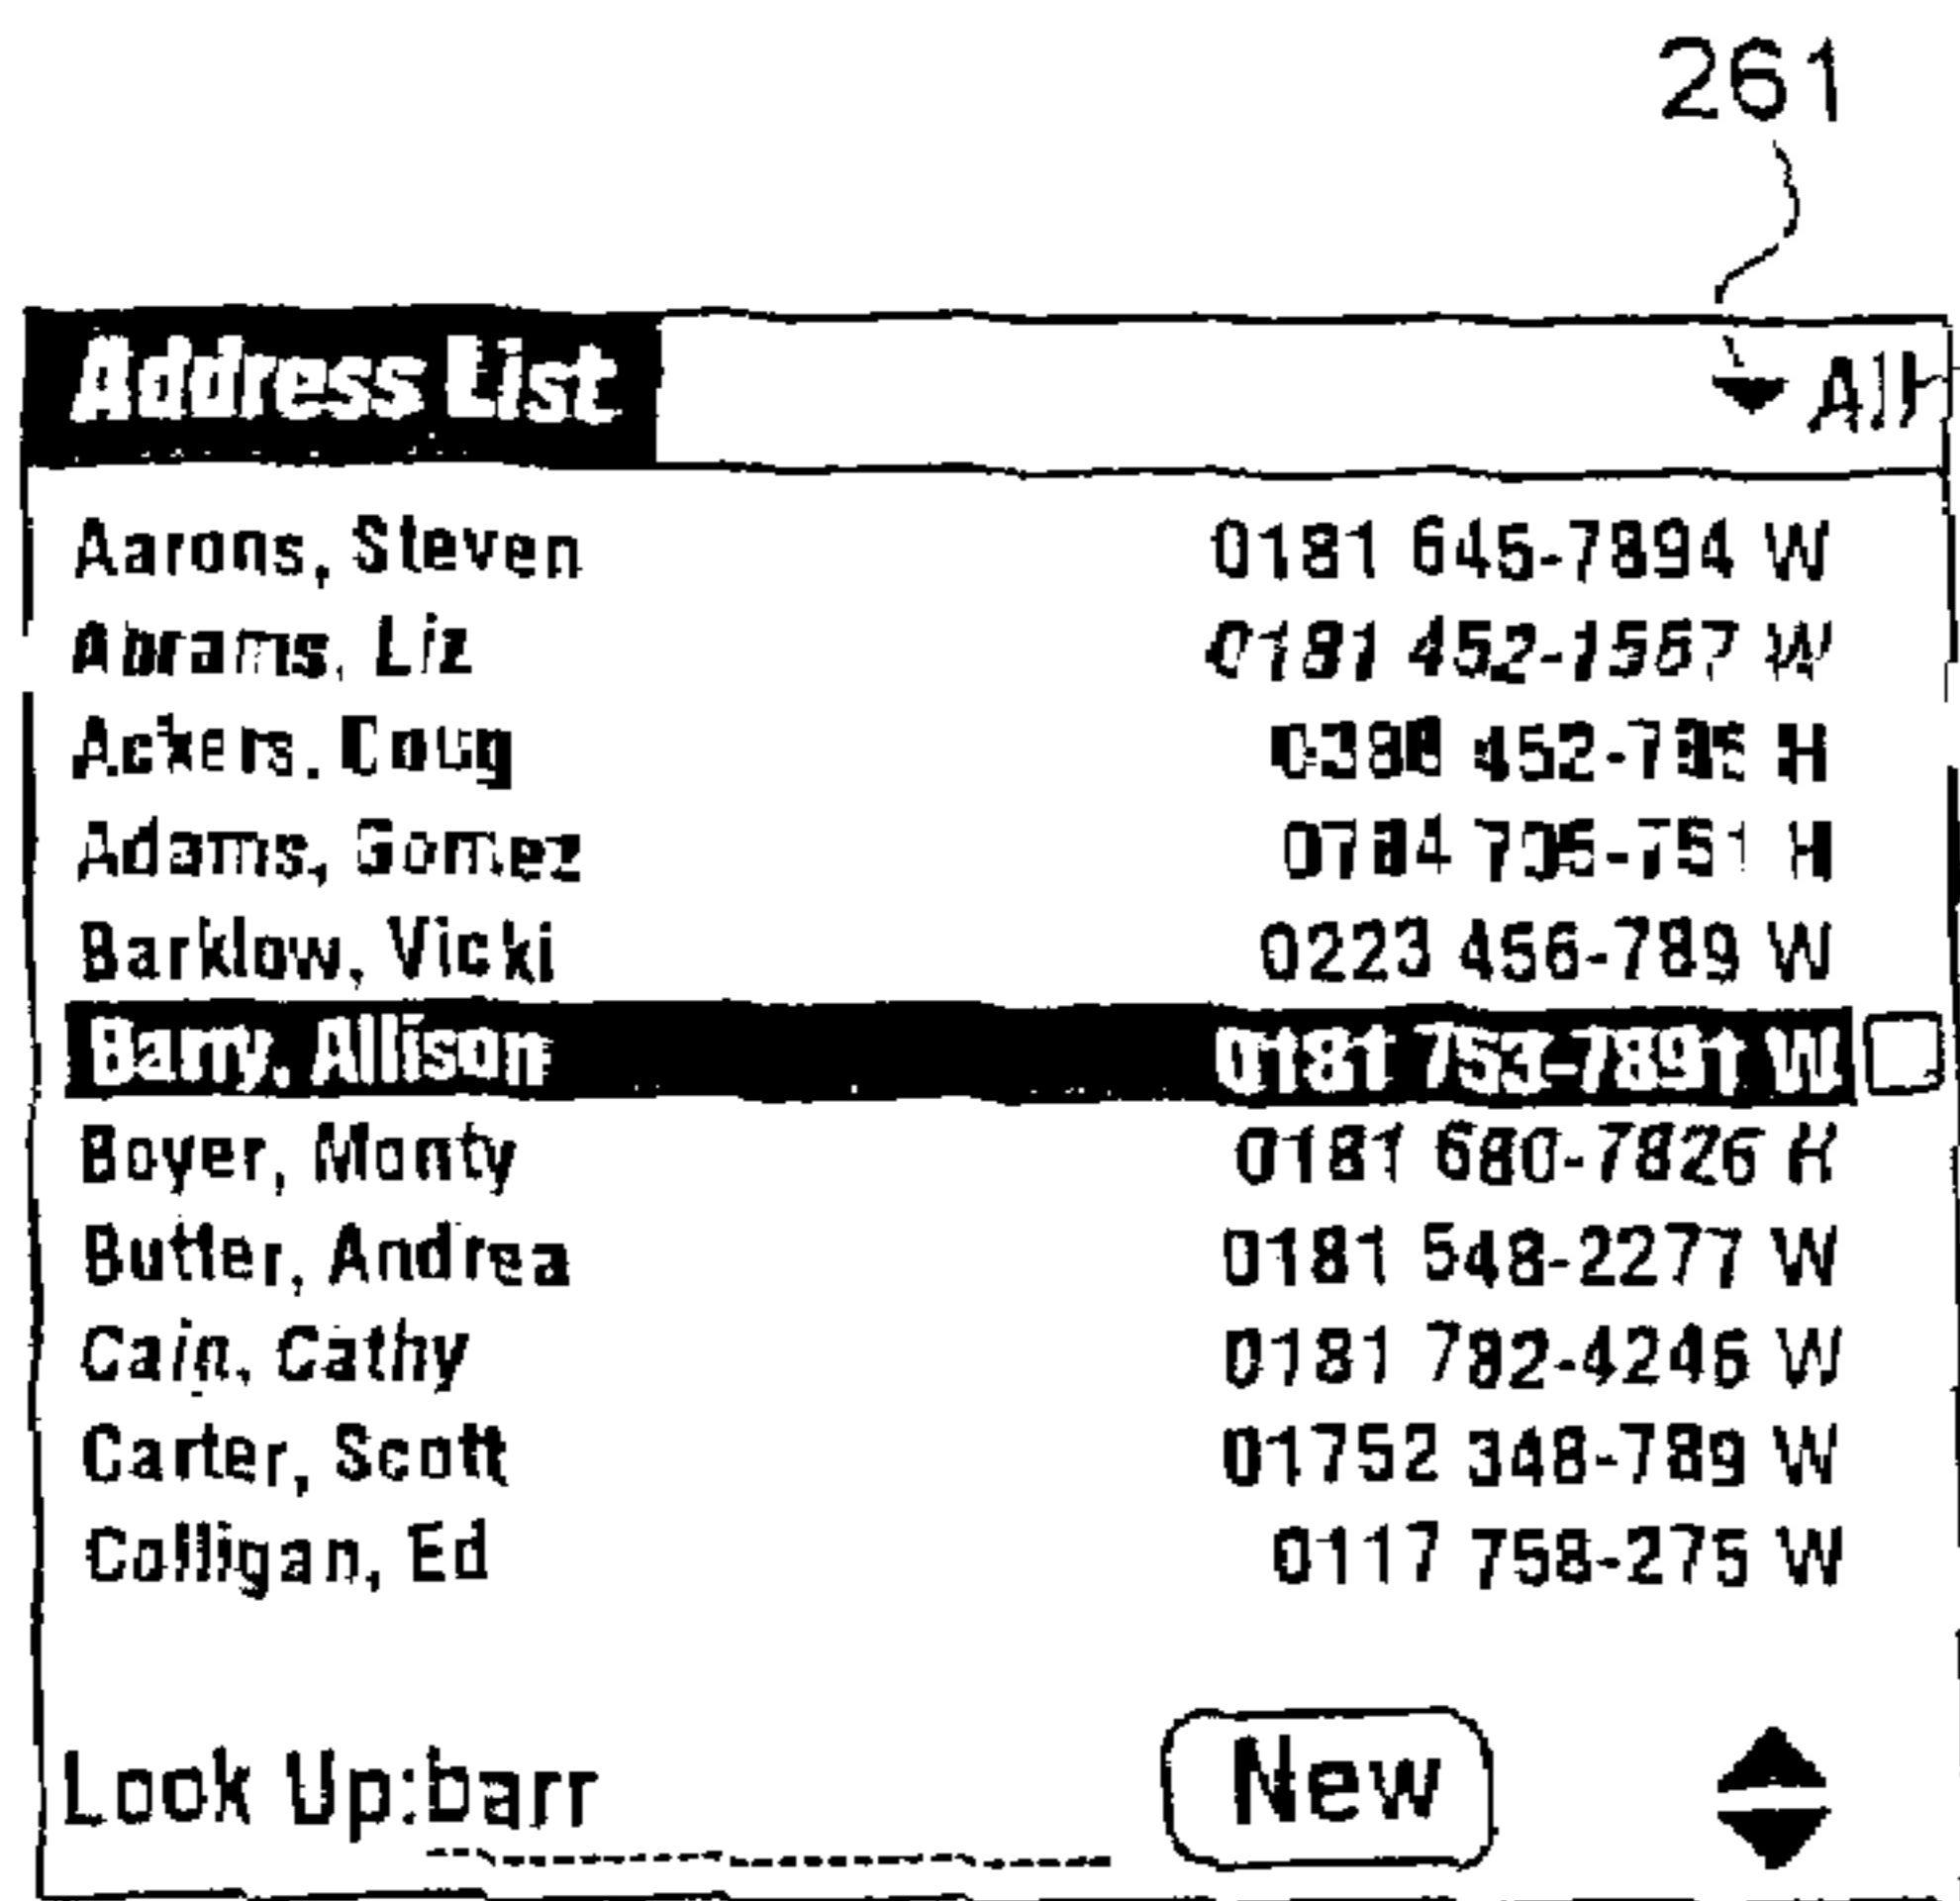 261
Address List All
Aarons, Steven 0181 645-7894 W
Abrams, Liz 0181 452-1567 W
Ackers, Doug 452-785 H
Adams, Gomez H
Barklow, Vicki 0223 456-789 W
Barry, Allison 0181 753-7891 W
Boyer, Monty 0181 680-7826 H
Butler, Andrea 0181 548-2277 W
Cain, Cathy 0181 782-4246 W
Carter, Scott 01752 348-789 W
Colligan, Ed 0117 758-275 W
Look Up:barr New